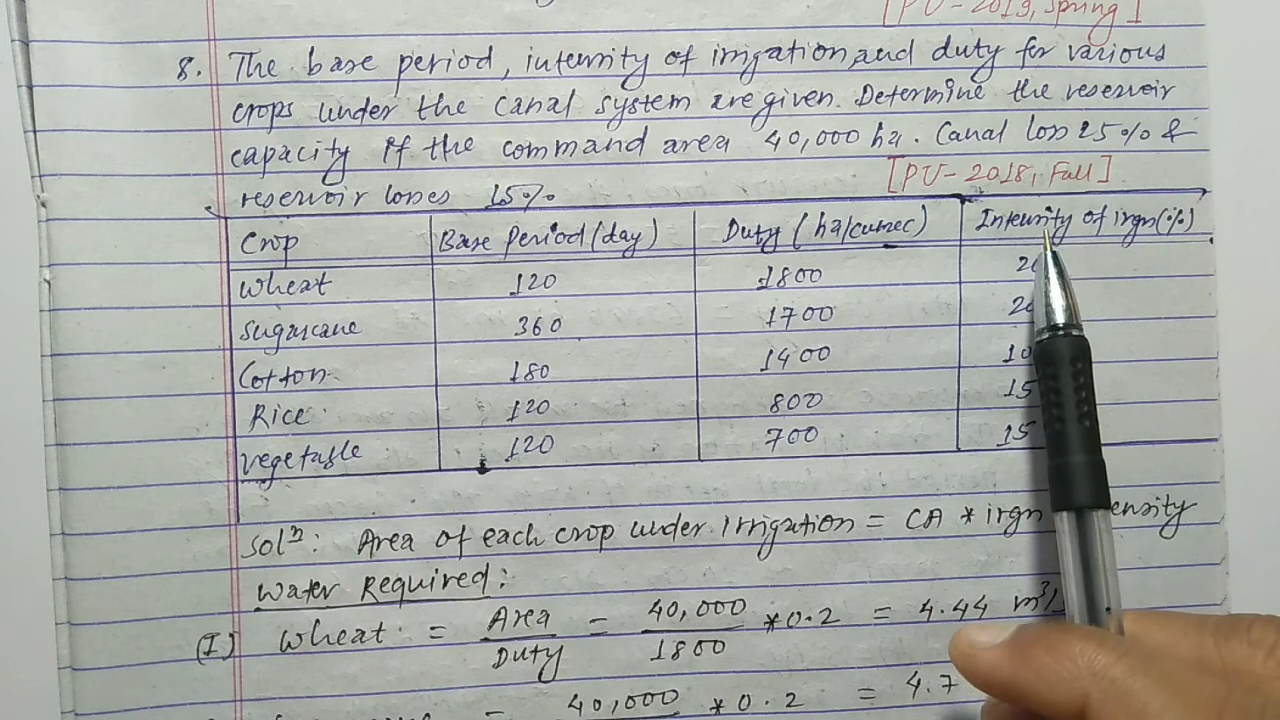 [PU-2019, Spring]
8. The base period, intensity of irrigation, and duty for various
crops under the canal system are given. Determine the reservoir
capacity if the command area 40,000 ha. Canal loss 25% &
reservoir losses 15% [PU-2018, Fall]
Crop Base Period (day) Duty (ha/cumec) Intensity of irgn(%)
Wheat 120 1800 20
Sugarcane 360 1700 20
Cotton 180 1400 10
Rice 120 800 15
Vegetable 120 700 15
Solⁿ: Area of each crop under Irrigation = CA * irgn ensity
Water Required:
(I) Wheat = Area / Duty = 40,000 / 1800 * 0.2 = 4.44 m³/
= 40,000 * 0.2 = 4.7